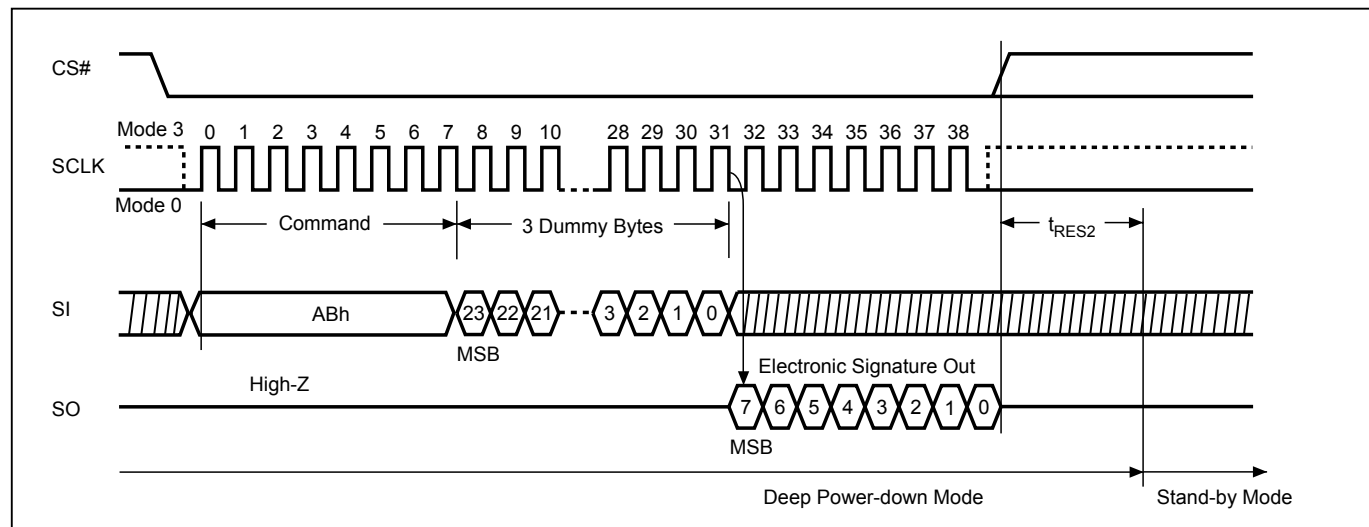 CS#
Mode 3 0 1 2 3 4 5 6 7 8 9 10 28 29 30 31 32 33 34 35 36 37 38
SCLK
Mode 0
Command 3 Dummy Bytes tRES2
SI ABh 23 22 21 3 2 1 0
MSB
Electronic Signature Out
High-Z
SO 7 6 5 4 3 2 1 0
MSB
Deep Power-down Mode Stand-by Mode